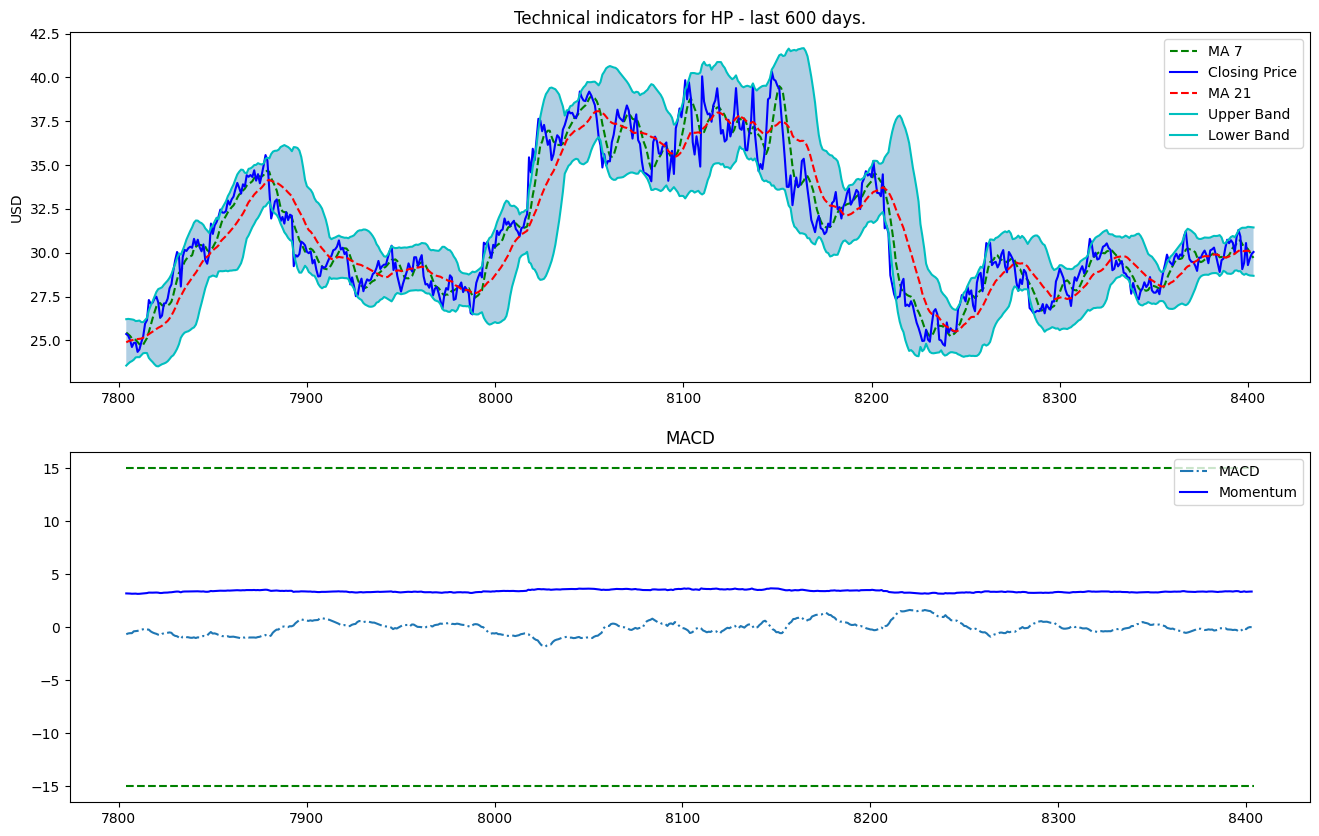 Technical indicators for HP - last 600 days.
USD
42.5
40.0
37.5
35.0
32.5
30.0
27.5
25.0
MA 7
Closing Price
MA 21
Upper Band
Lower Band
7800 7900 8000 8100 8200 8300 8400
MACD
15
10
5
0
−5
−10
−15
MACD
Momentum
7800 7900 8000 8100 8200 8300 8400